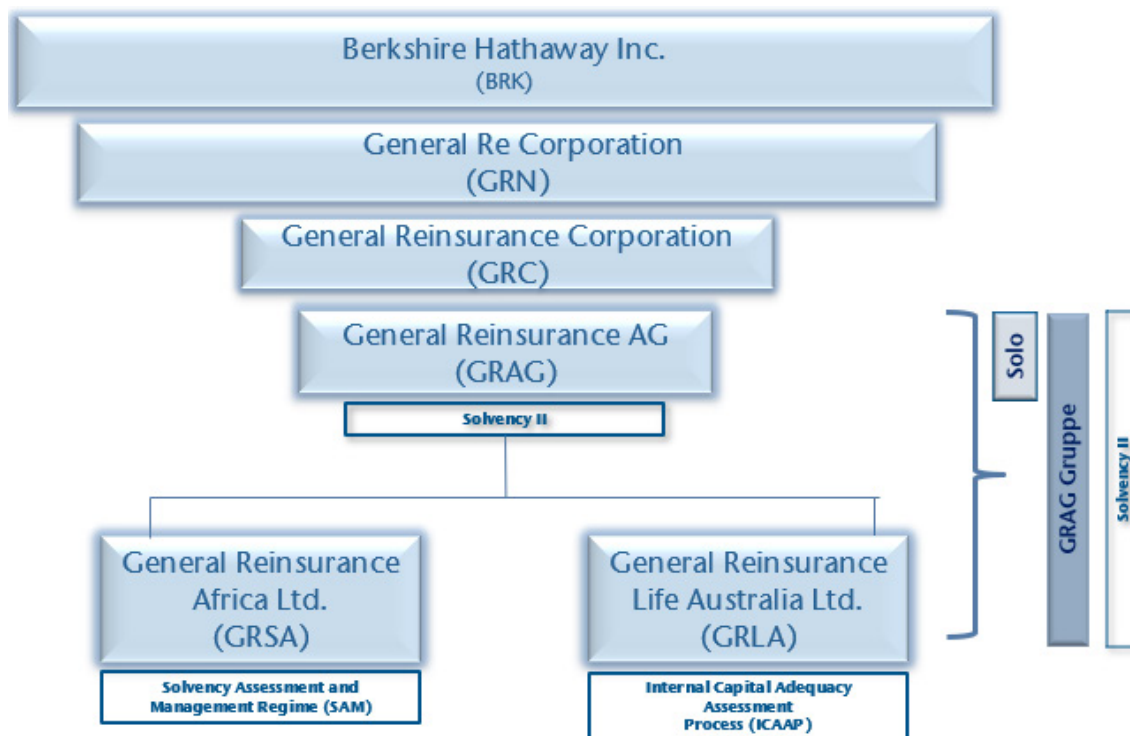 Berkshire Hathaway Inc.
(BRK)
General Re Corporation
(GRN)
General Reinsurance Corporation
(GRC)
General Reinsurance AG
(GRAG)
Solvency II
Solo
GRAG Gruppe
Solvency II
General Reinsurance
Africa Ltd.
(GRSA)
Solvency Assessment and
Management Regime (SAM)
General Reinsurance
Life Australia Ltd.
(GRLA)
Internal Capital Adequacy
Assessment
Process (ICAAP)